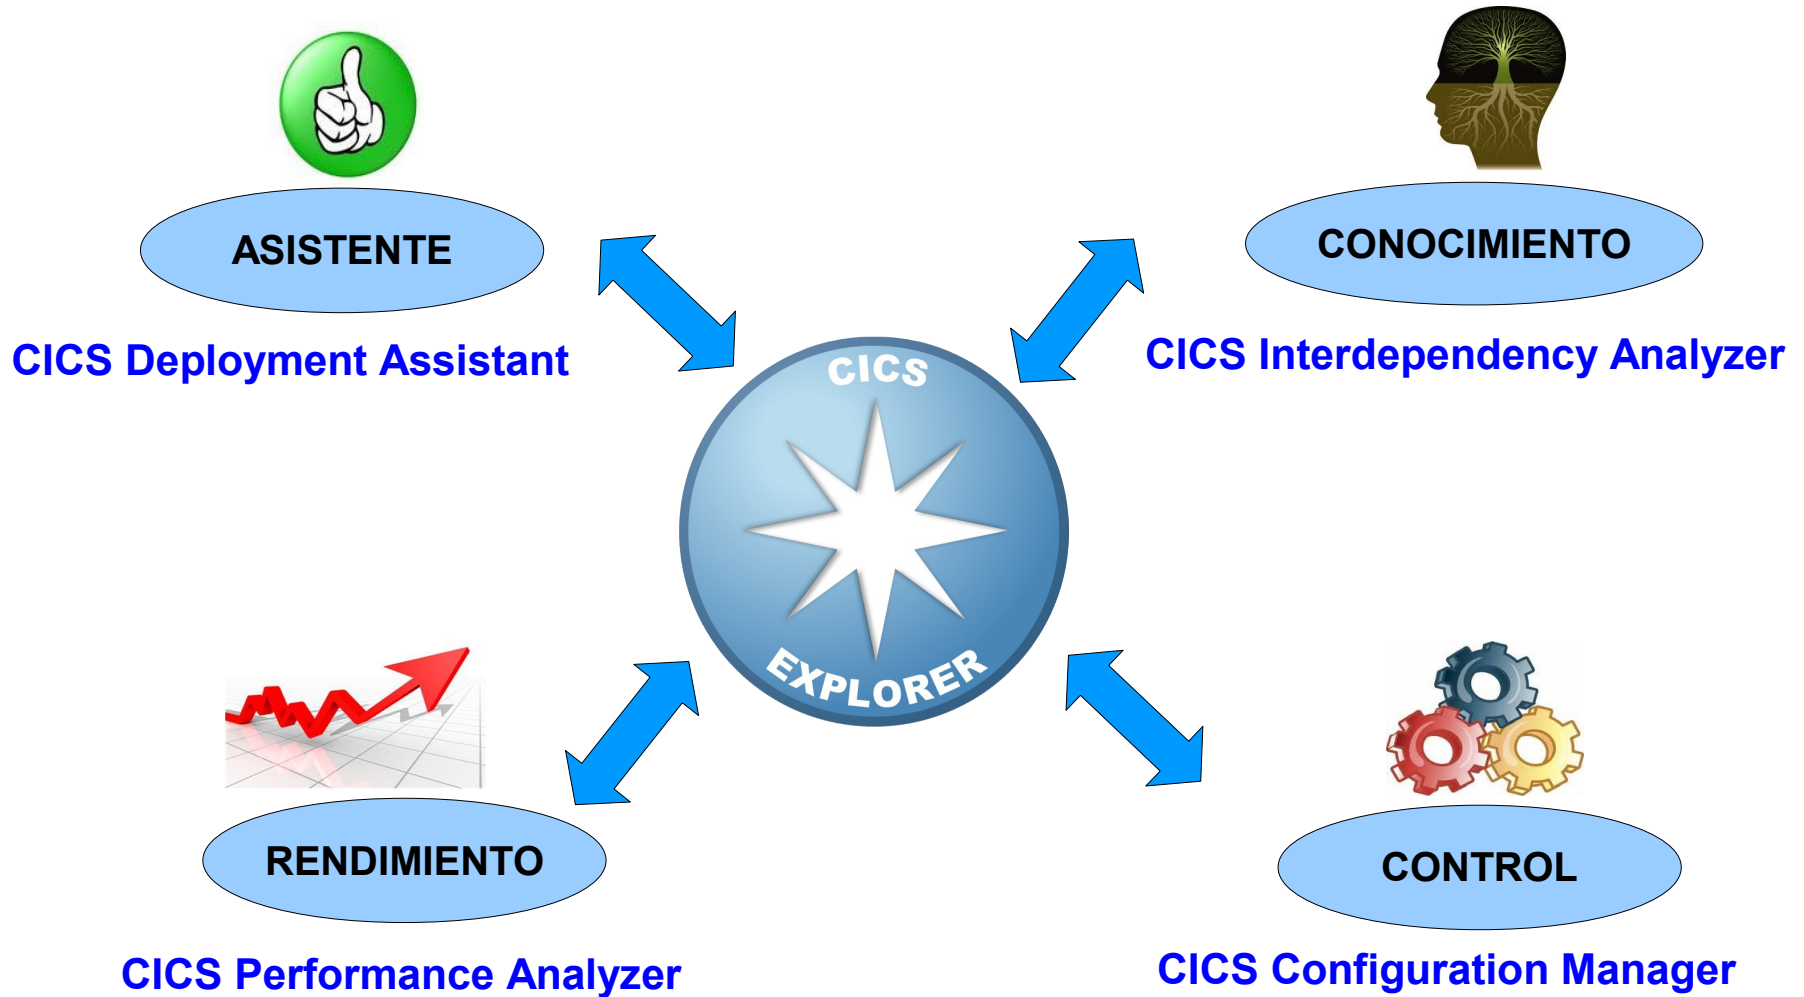 ASISTENTE
CICS Deployment Assistant
CONOCIMIENTO
CICS Interdependency Analyzer
CICS
EXPLORER
RENDIMIENTO
CICS Performance Analyzer
CONTROL
CICS Configuration Manager